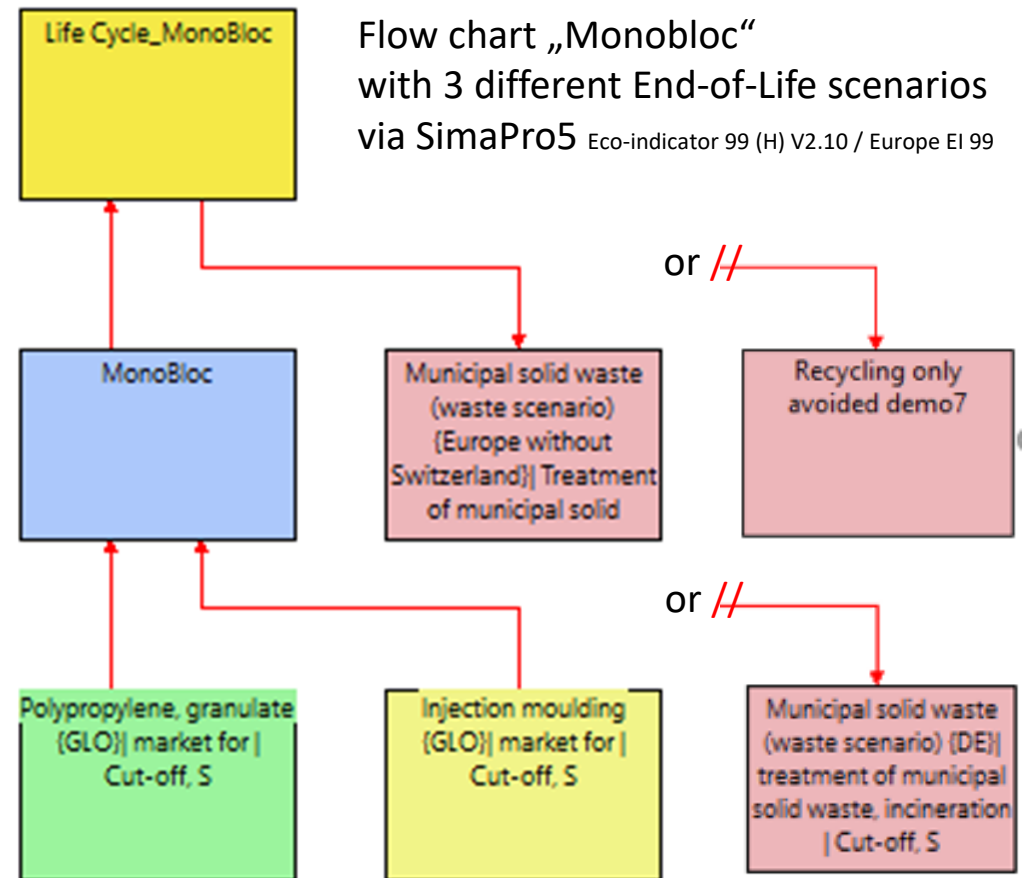 Life Cycle_MonoBloc
Flow chart „Monobloc“
with 3 different End-of-Life scenarios
via SimaPro5 Eco-indicator 99 (H) V2.10 / Europe EI 99
or //
MonoBloc
Municipal solid waste
(waste scenario)
{Europe without
Switzerland}| Treatment
of municipal solid
Recycling only
avoided demo7
or //
Polypropylene, granulate
{GLO}| market for |
Cut-off, S
Injection moulding
{GLO}| market for |
Cut-off, S
Municipal solid waste
(waste scenario) {DE}|
treatment of municipal
solid waste, incineration
| Cut-off, S